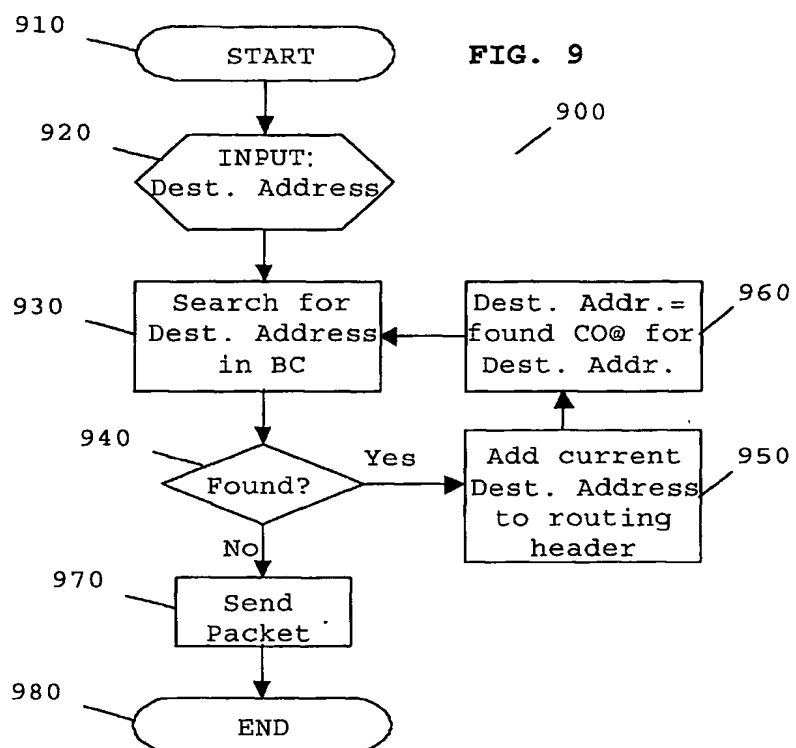 910
START
FIG. 9
900
920
INPUT:
Dest. Address
930
Search for
Dest. Address
in BC
Dest. Addr.=
found CO@ for
Dest. Addr.
960
940
Found?
Yes
Add current
Dest. Address
to routing
header
950
No
970
Send
Packet
980
END